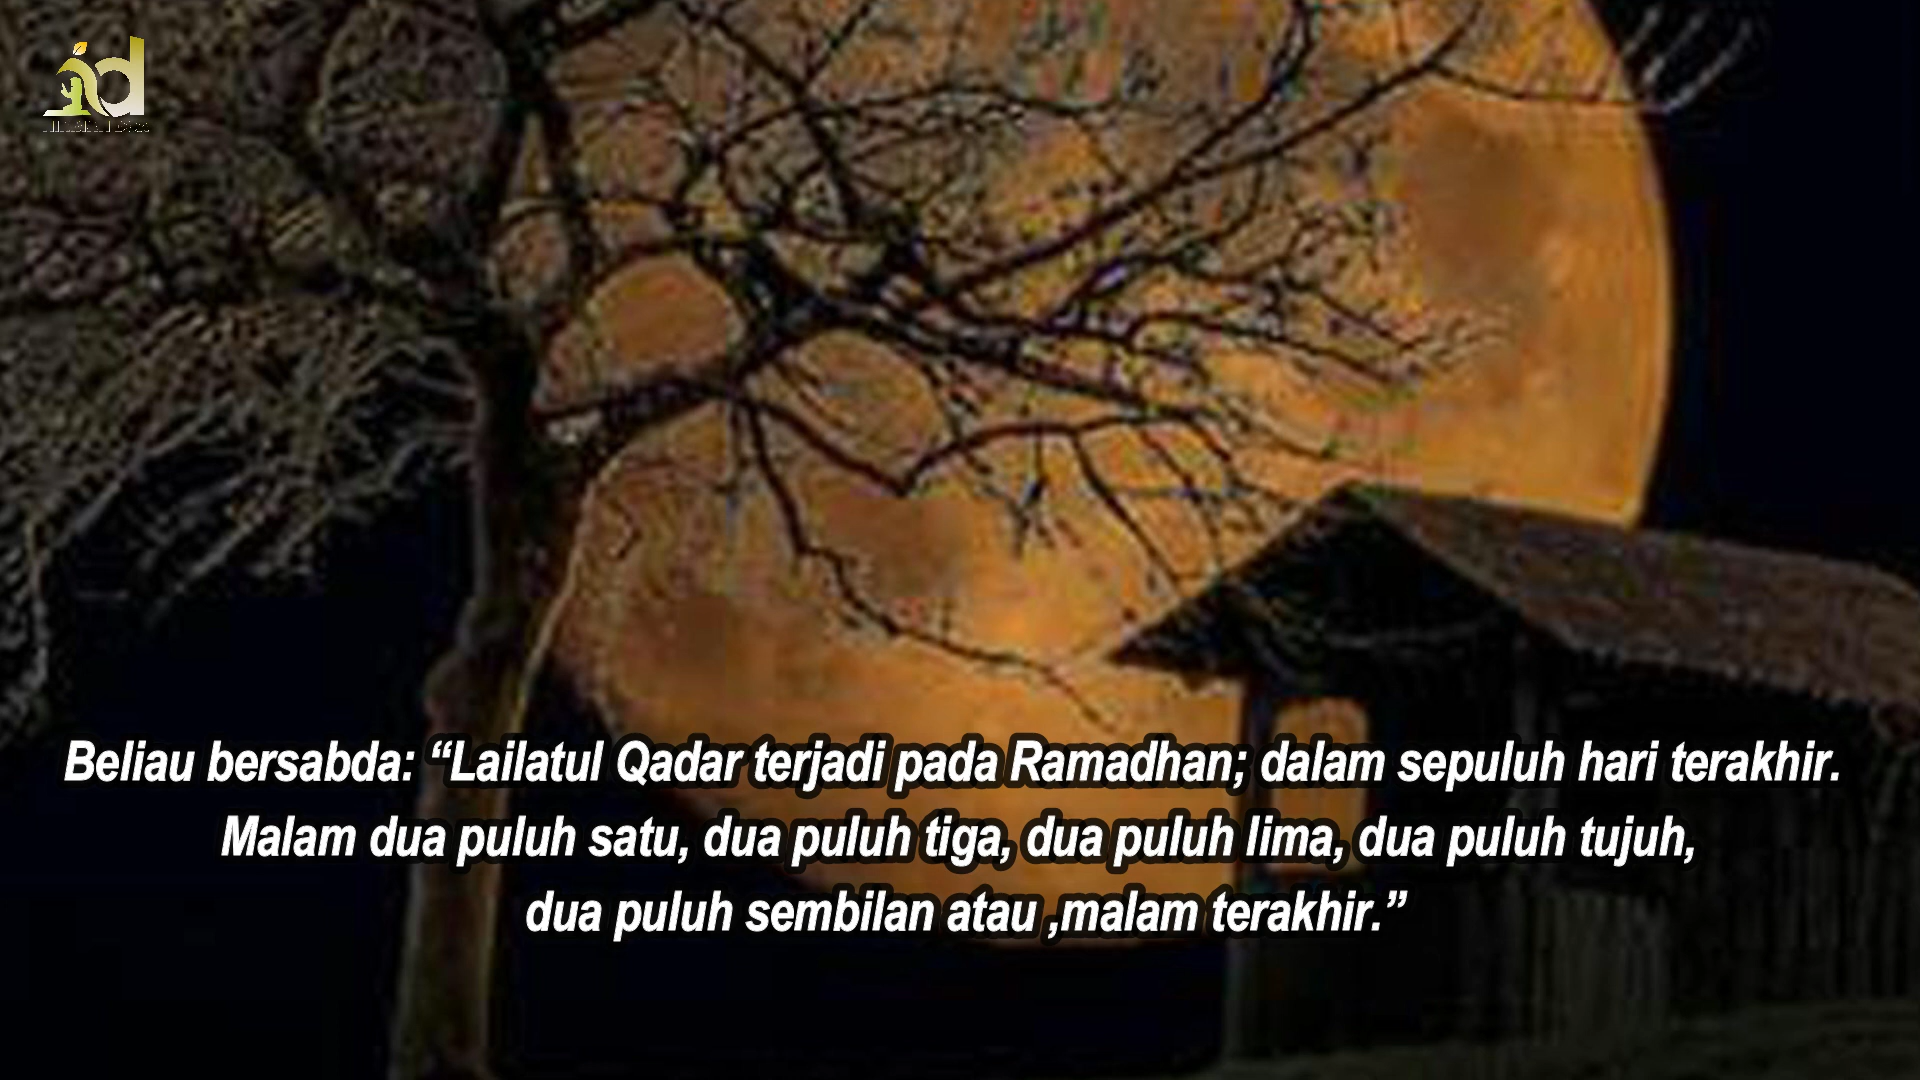 id
Beliau bersabda: “Lailatul Qadar terjadi pada Ramadhan; dalam sepuluh hari terakhir.
Malam dua puluh satu, dua puluh tiga, dua puluh lima, dua puluh tujuh,
dua puluh sembilan atau ,malam terakhir.”